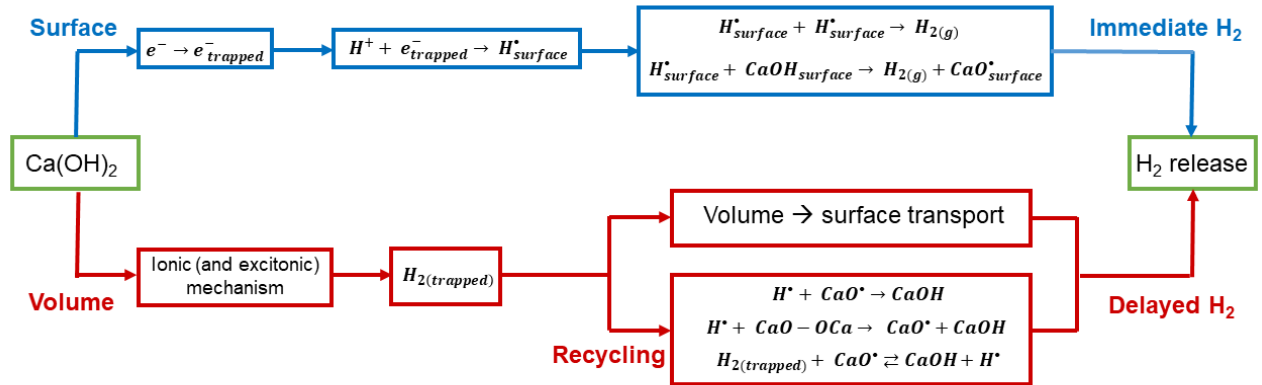 Surface
e⁻ → e⁻trapped
H⁺ + e⁻trapped → H•surface
H•surface + H•surface → H2(g)
H•surface + CaOHsurface → H2(g) + CaO•surface
Immediate H₂
Ca(OH)₂
H₂ release
Volume
Ionic (and excitonic)
mechanism
H2(trapped)
Volume → surface transport
Recycling
H• + CaO• → CaOH
H• + CaO − OCa → CaO• + CaOH
H2(trapped) + CaO• ⇄ CaOH + H•
Delayed H₂